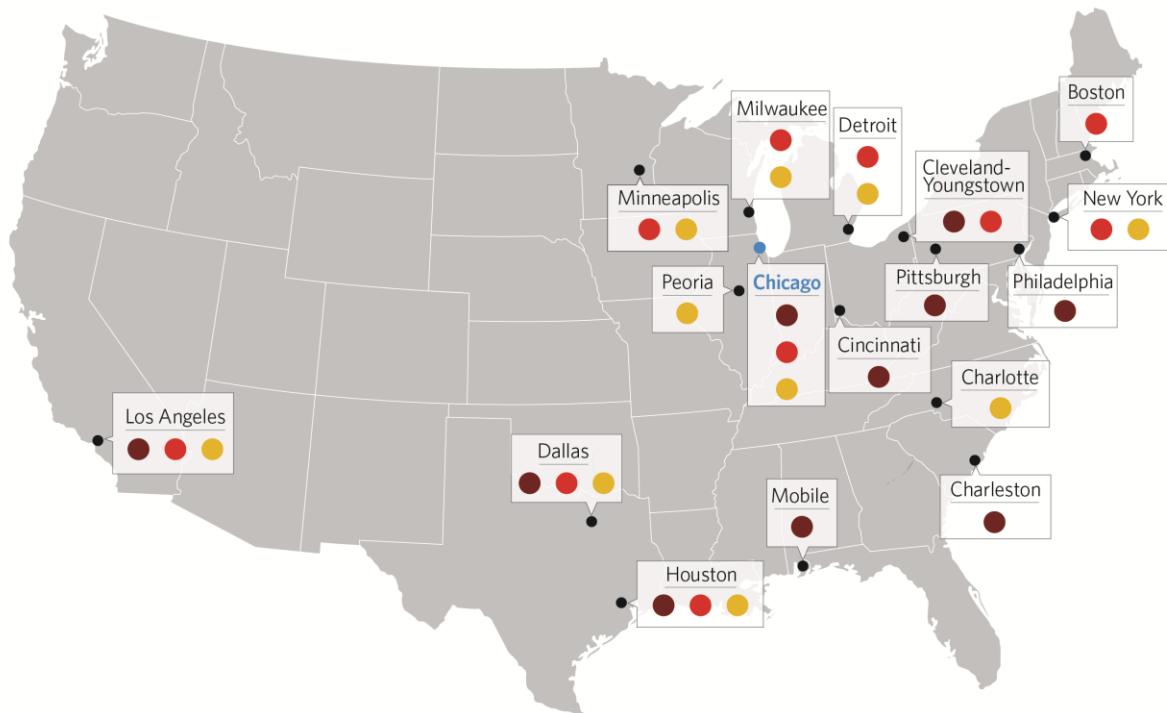 Boston
Milwaukee
Detroit
Cleveland-
Youngstown
Minneapolis
New York
Peoria
Chicago
Pittsburgh
Philadelphia
Cincinnati
Charlotte
Los Angeles
Dallas
Mobile
Charleston
Houston